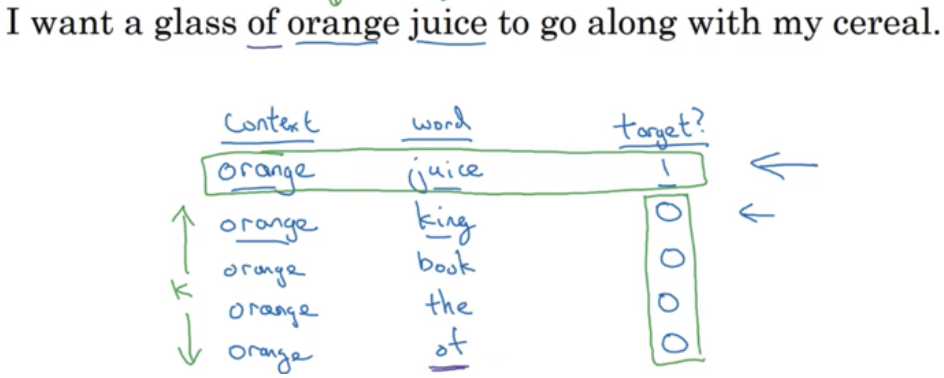 I want a glass of orange juice to go along with my cereal.
Context word target?
orange juice 1
orange king 0
orange book 0
K
orange the 0
orange of 0